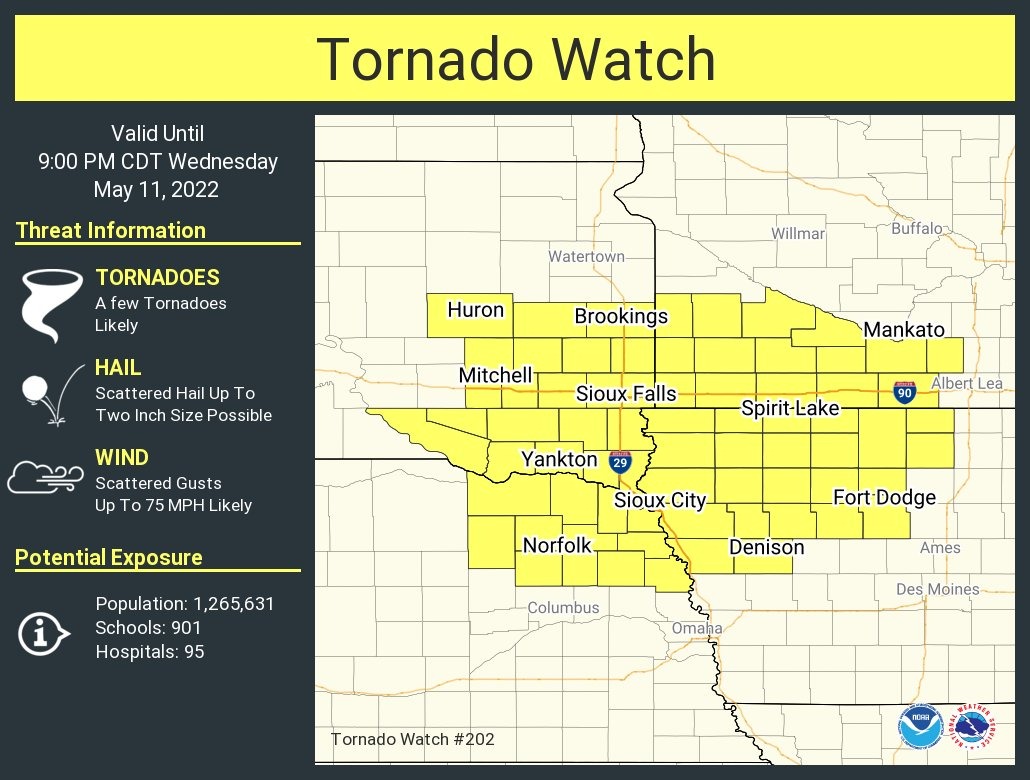 Tornado Watch
Valid Until
9:00 PM CDT Wednesday
May 11, 2022
Threat Information
TORNADOES
A few Tornadoes
Likely
HAIL
Scattered Hail Up To
Two Inch Size Possible
WIND
Scattered Gusts
Up To 75 MPH Likely
Potential Exposure
Population: 1,265,631
Schools: 901
Hospitals: 95
Willmar
Buffalo
Watertown
Huron
Brookings
Mankato
Mitchell
Sioux Falls
90
Albert Lea
Spirit Lake
Yankton
29
Sioux City
Fort Dodge
Norfolk
Denison
Ames
Des Moines
Columbus
Omaha
Tornado Watch #202
NOAA
NATIONAL WEATHER SERVICE